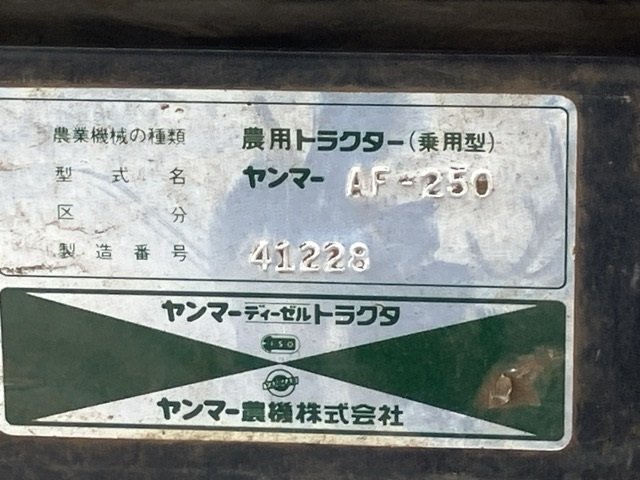 農業機械の種類 農用トラクター(乗用型)
型式名 ヤンマー AF-250
区分
製造番号 41228
ヤンマーディーゼルトラクタ
ヤンマー農機株式会社